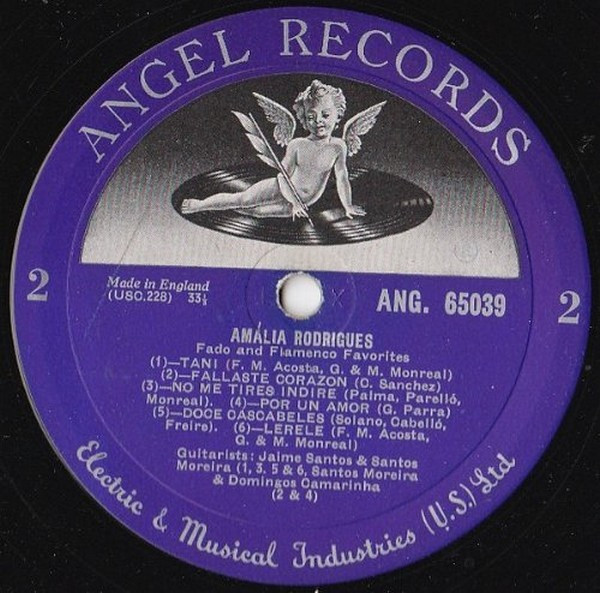 ANGEL RECORDS
2
2
Made in England
(USC.228) 33⅓
ANG. 65039
AMÁLIA RODRIGUES
Fado and Flamenco Favorites
(1)—TANI (F. M. Acosta, G. & M. Monreal)
(2)—FALLASTE CORAZON (C. Sanchez)
(3)—NO ME TIRES INDIRE (Palma, Parelló,
Monreal). (4)—POR UN AMOR (G. Parra)
(5)—DOCE CASCABELES (Solano, Cabelló,
Freire). (6)—LERELE (F. M. Acosta,
G. & M. Monreal)
Guitarists: Jaime Santos & Santos
Moreira (1, 3. 5 & 6, Santos Moreira
& Domingos Camarinha
(2 & 4)
Electric & Musical Industries (U.S.) Ltd